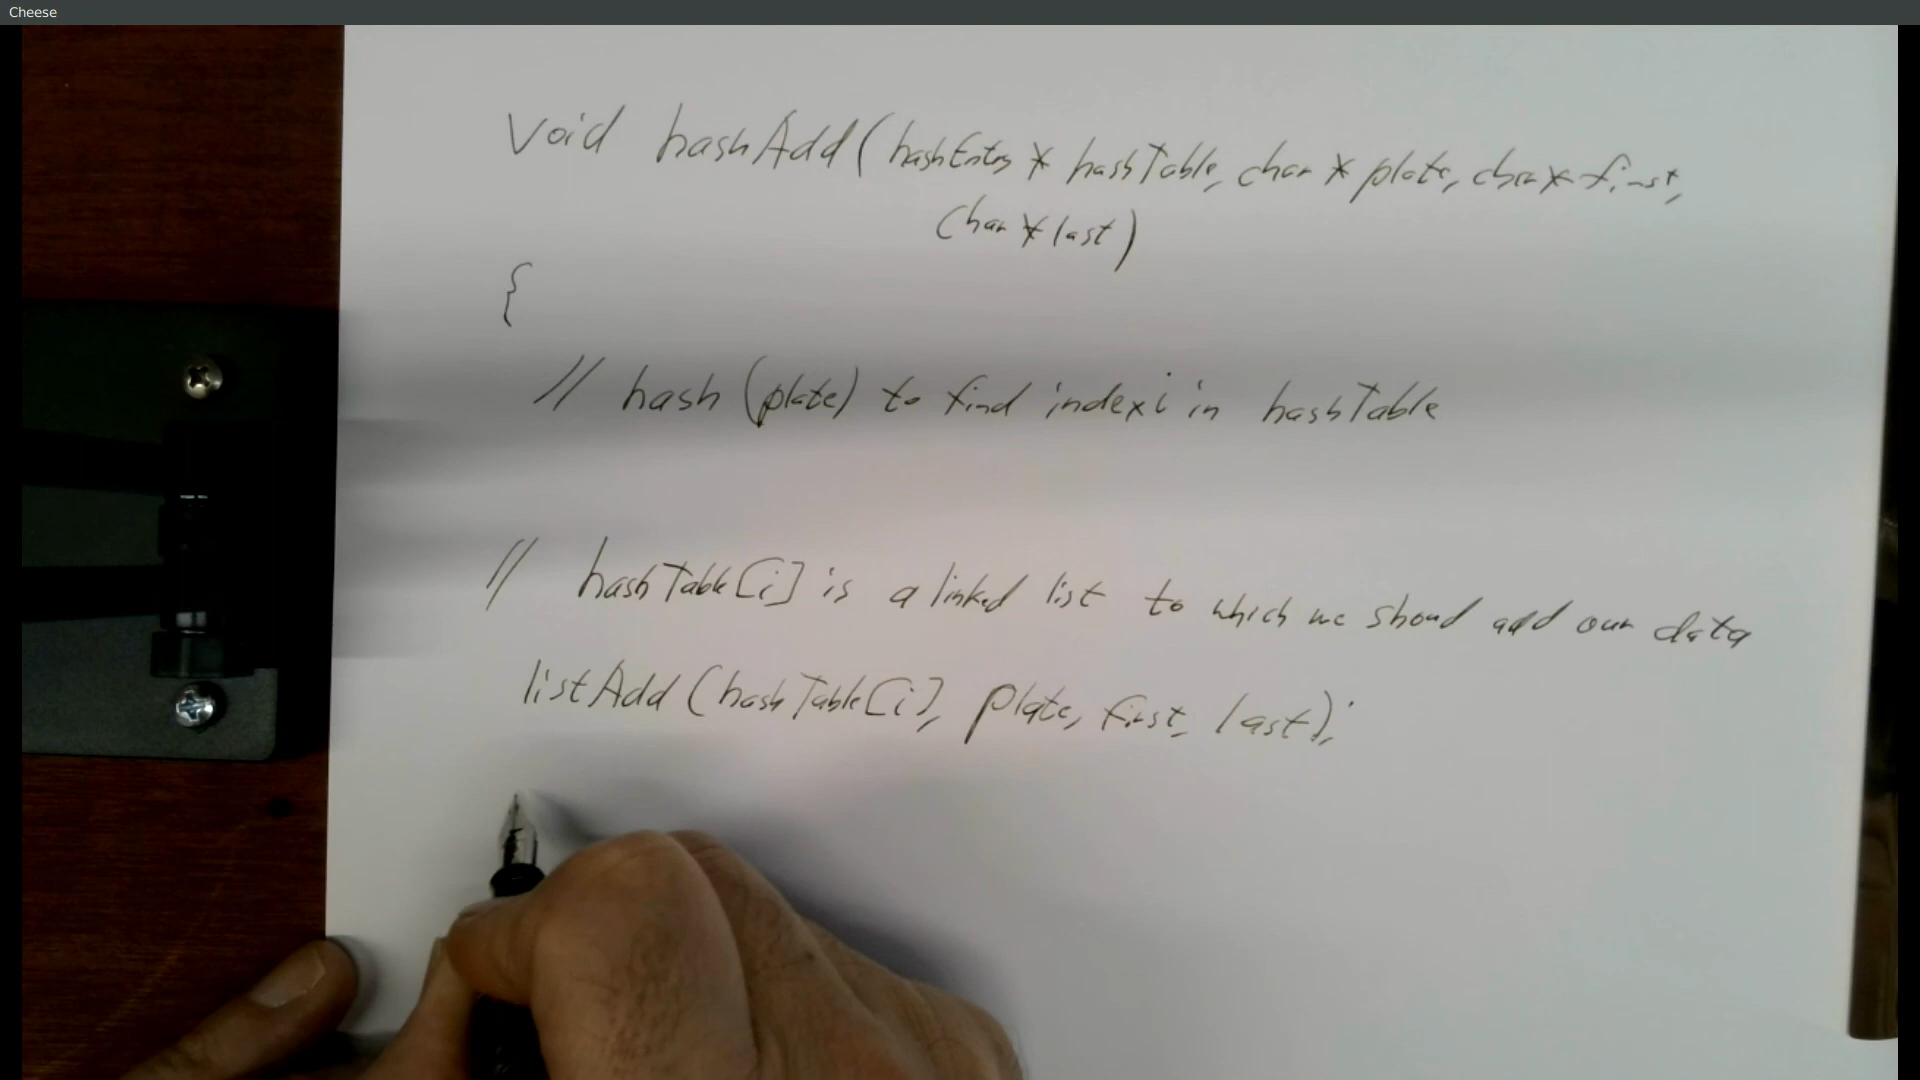 Cheese
void hashAdd(hashEntry * hashTable, char * plate, char * first,
char * last)
{
// hash (plate) to find index i in hashTable
// hashTable[i] is a linked list to which we shoud add our data
listAdd (hashTable[i], plate, first, last);